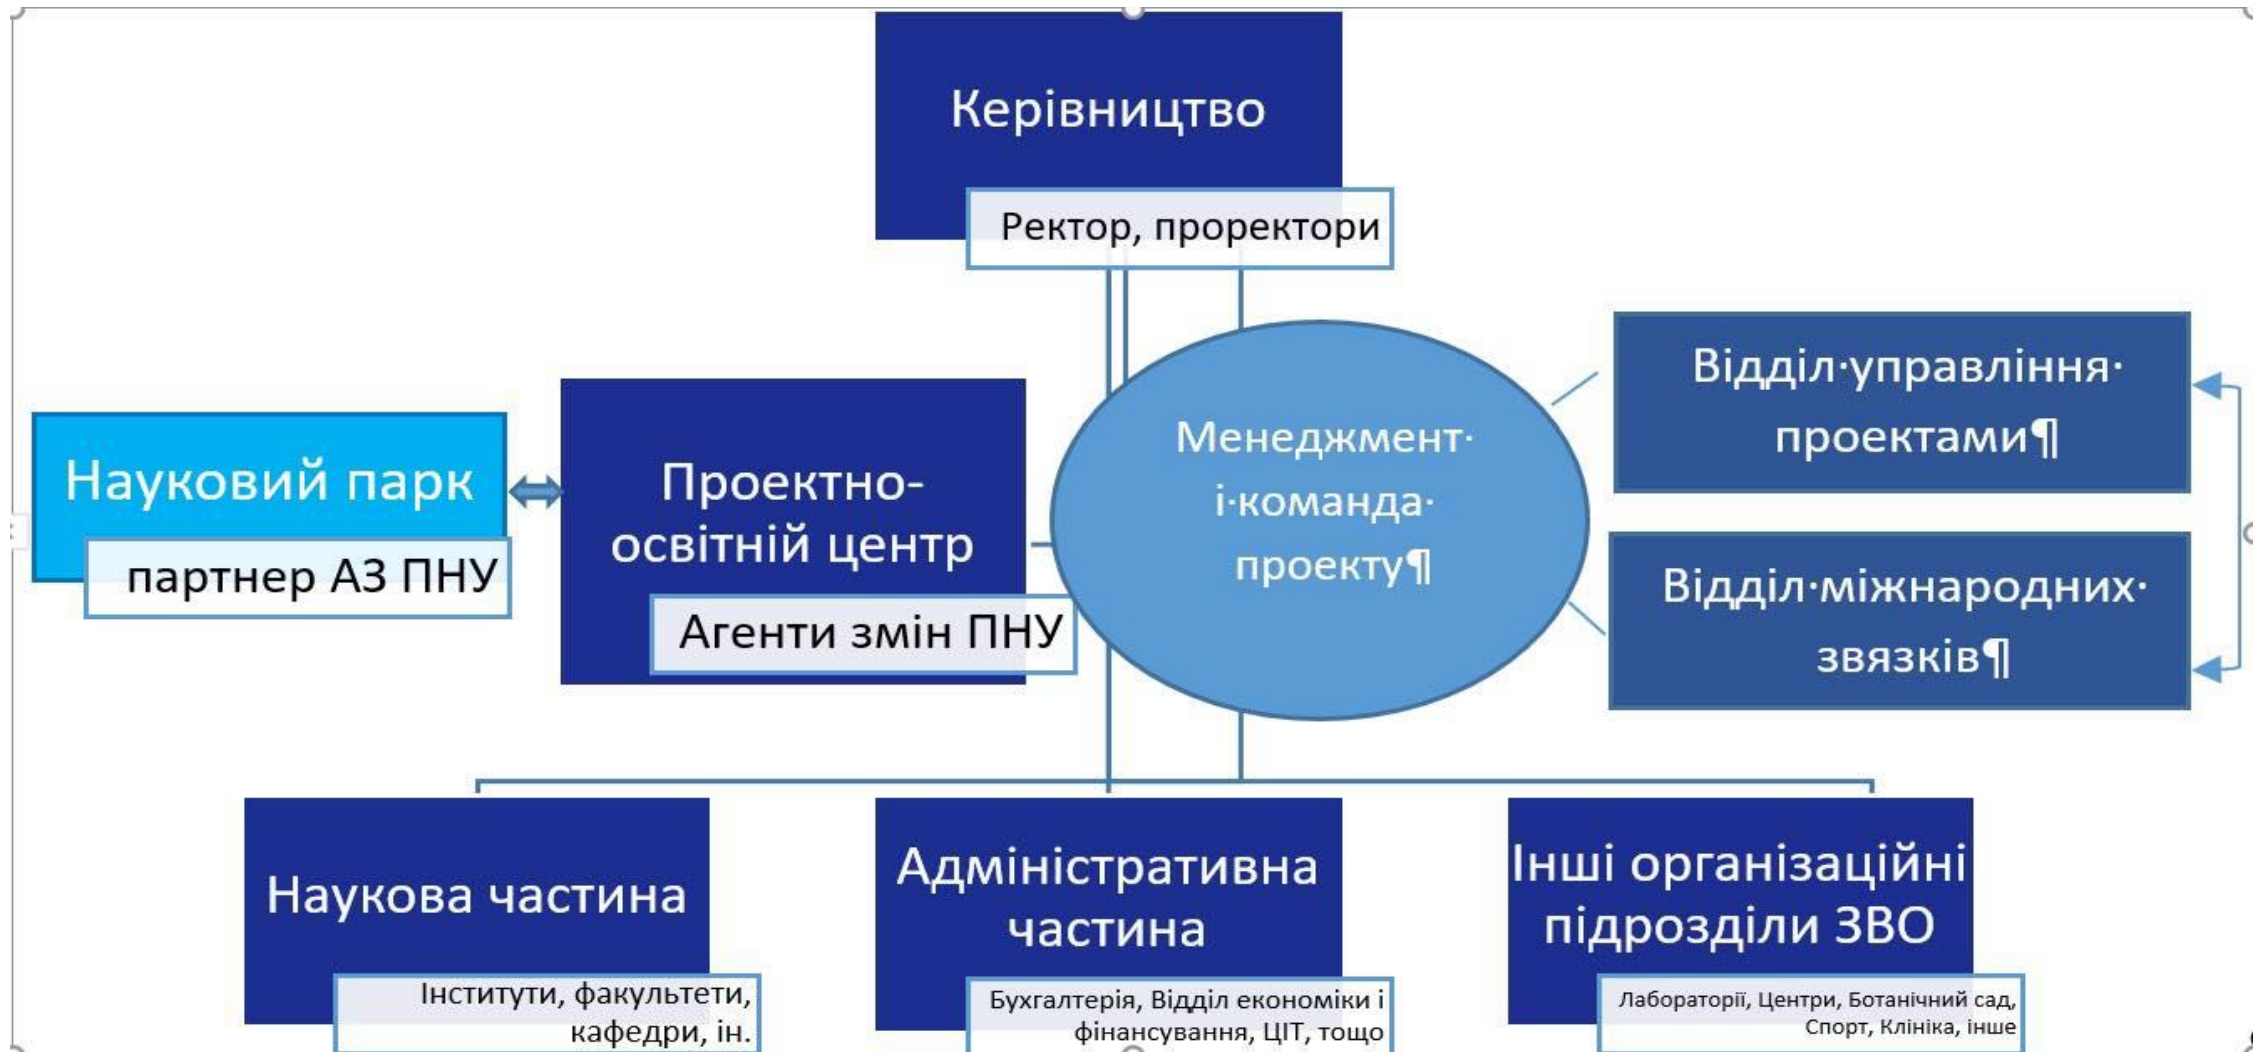 Керівництво
Ректор, проректори
Науковий парк
партнер АЗ ПНУ
Проектно-
освітній центр
Агенти змін ПНУ
Менеджмент·
і·команда·
проекту¶
Відділ·управління·
проектами¶
Відділ·міжнародних·
звязків¶
Наукова частина
Інститути, факультети,
кафедри, ін.
Адміністративна
частина
Бухгалтерія, Відділ економіки і
фінансування, ЦІТ, тощо
Інші організаційні
підрозділи ЗВО
Лабораторії, Центри, Ботанічний сад,
Спорт, Клініка, інше